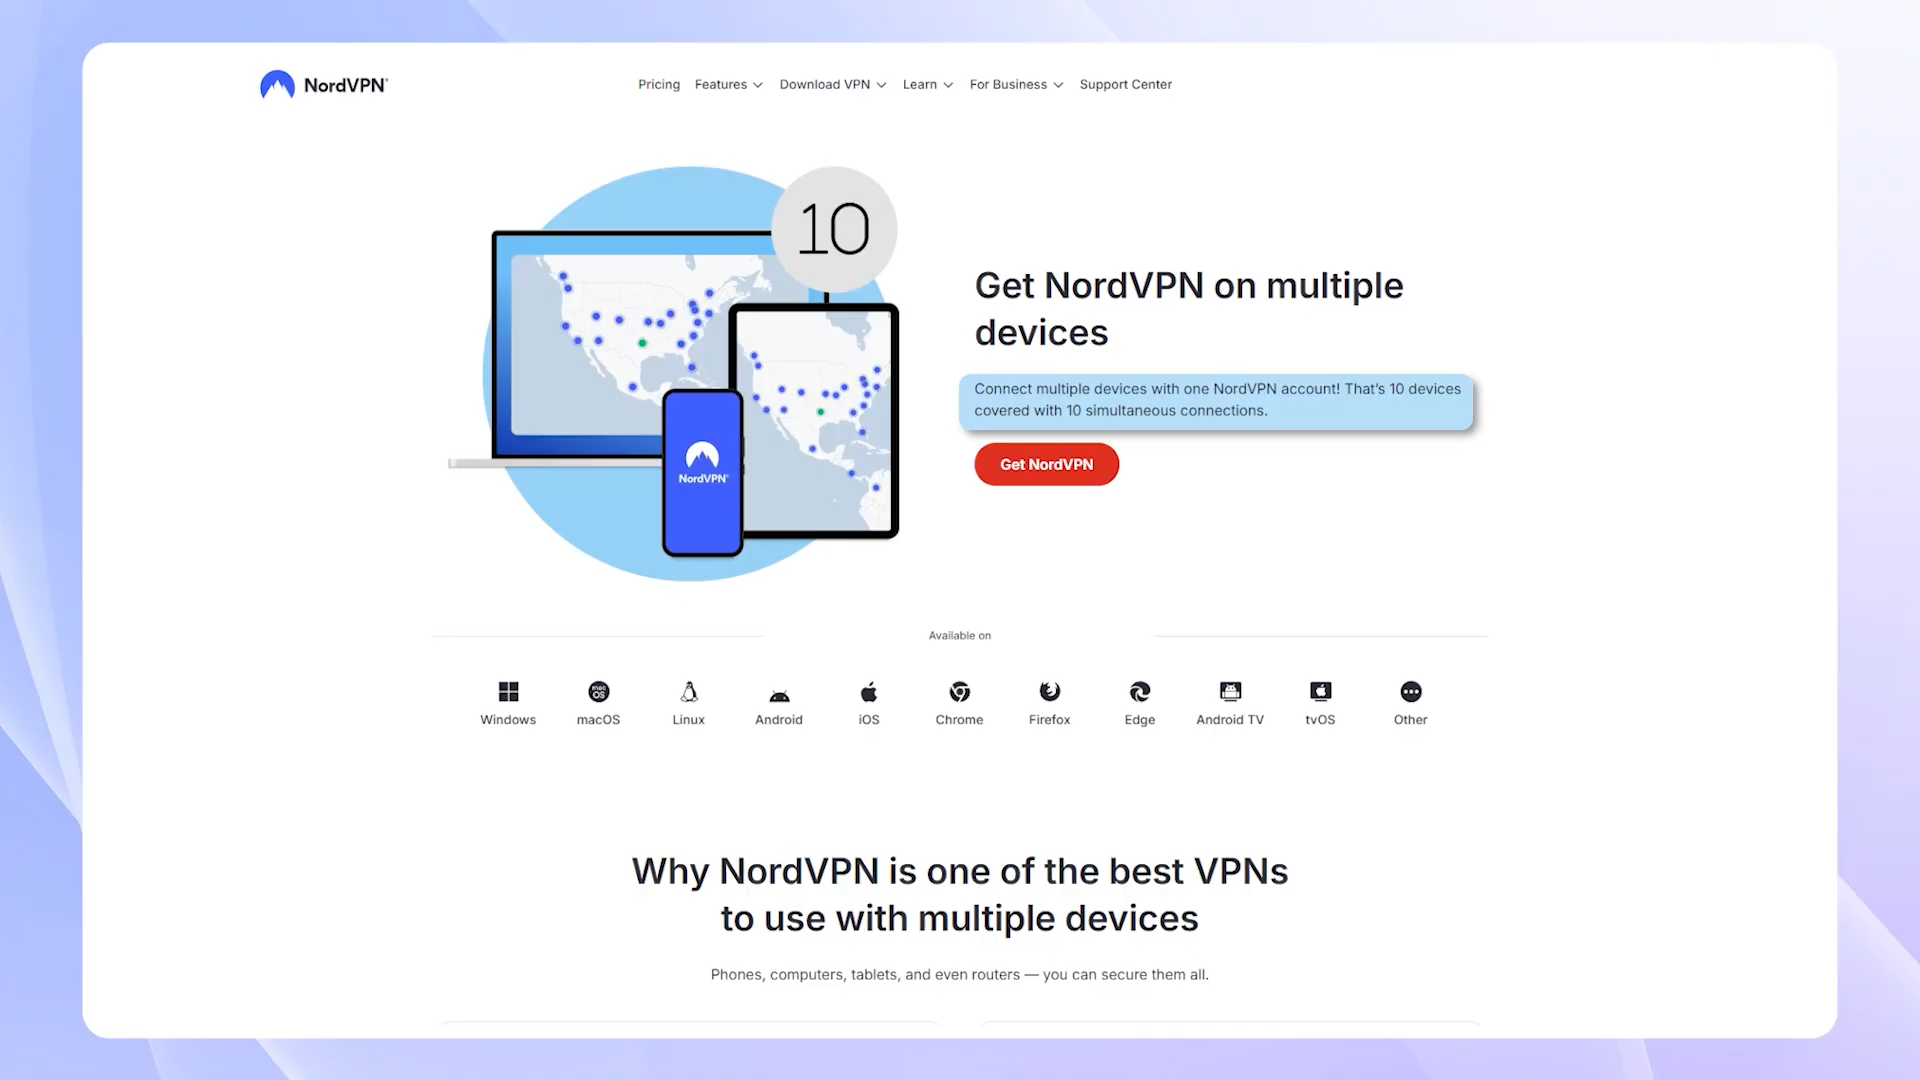 NordVPN®
Pricing
Features
Download VPN
Learn
For Business
Support Center
10
NordVPN®
Get NordVPN on multiple
devices
Connect multiple devices with one NordVPN account! That's 10 devices
covered with 10 simultaneous connections.
Get NordVPN
Available on
mac
OS
Windows
macOS
Linux
Android
iOS
Chrome
Firefox
Edge
Android TV
tvOS
Other
Why NordVPN is one of the best VPNs
to use with multiple devices
Phones, computers, tablets, and even routers — you can secure them all.